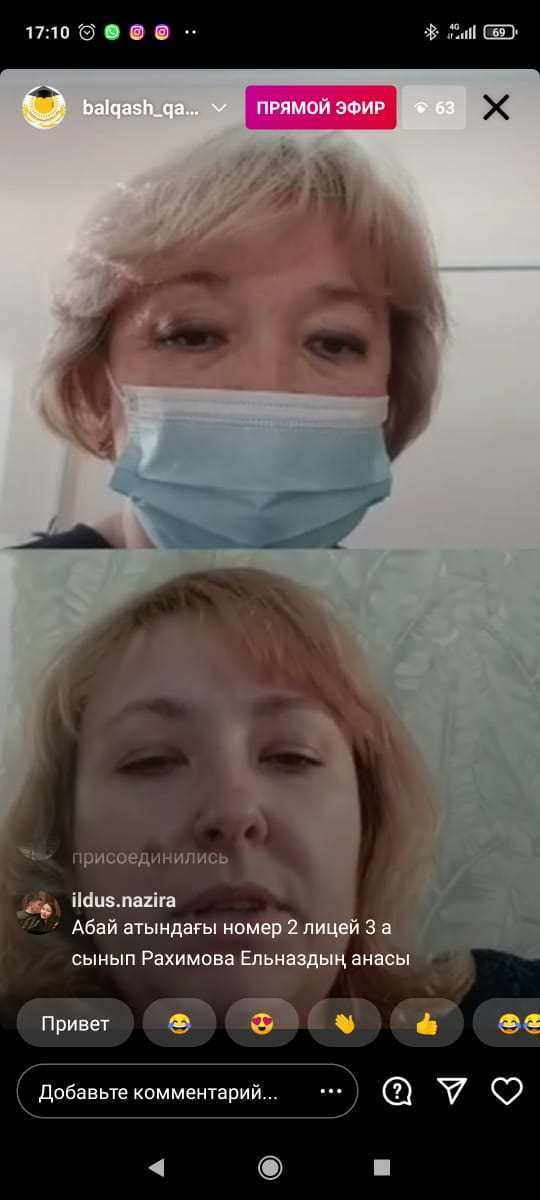 17:10
4G
69
balqash_qa...
ПРЯМОЙ ЭФИР
63
присоединились
ildus.nazira
Абай атындағы номер 2 лицей 3 а
сынып Рахимова Ельназдың анасы
Привет
Добавьте комментарий...